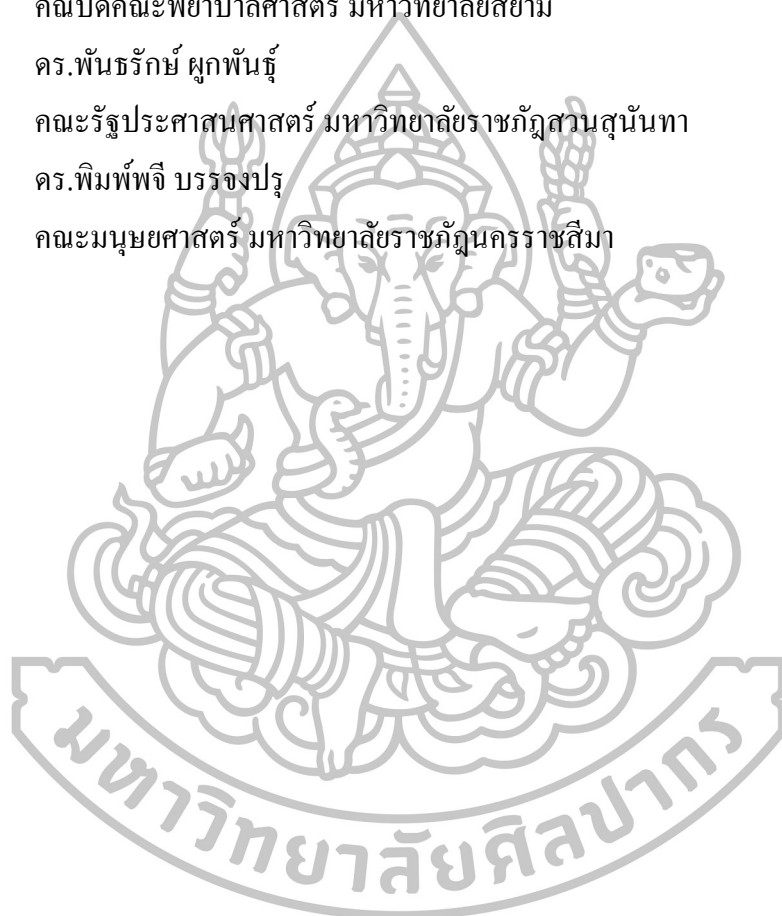 คณบดีคณะพยาบาลศาสตร์ มหาวิทยาลัยสยาม
ดร.พันธรักษ์ ผูกพันธุ์
คณะรัฐประศาสนศาสตร์ มหาวิทยาลัยราชภัฏสวนสุนันทา
ดร.พิมพ์พจี บรรจงปรุ
คณะมนุษยศาสตร์ มหาวิทยาลัยราชภัฏนครราชสีมา
มหาวิทยาลัยศิลปากร